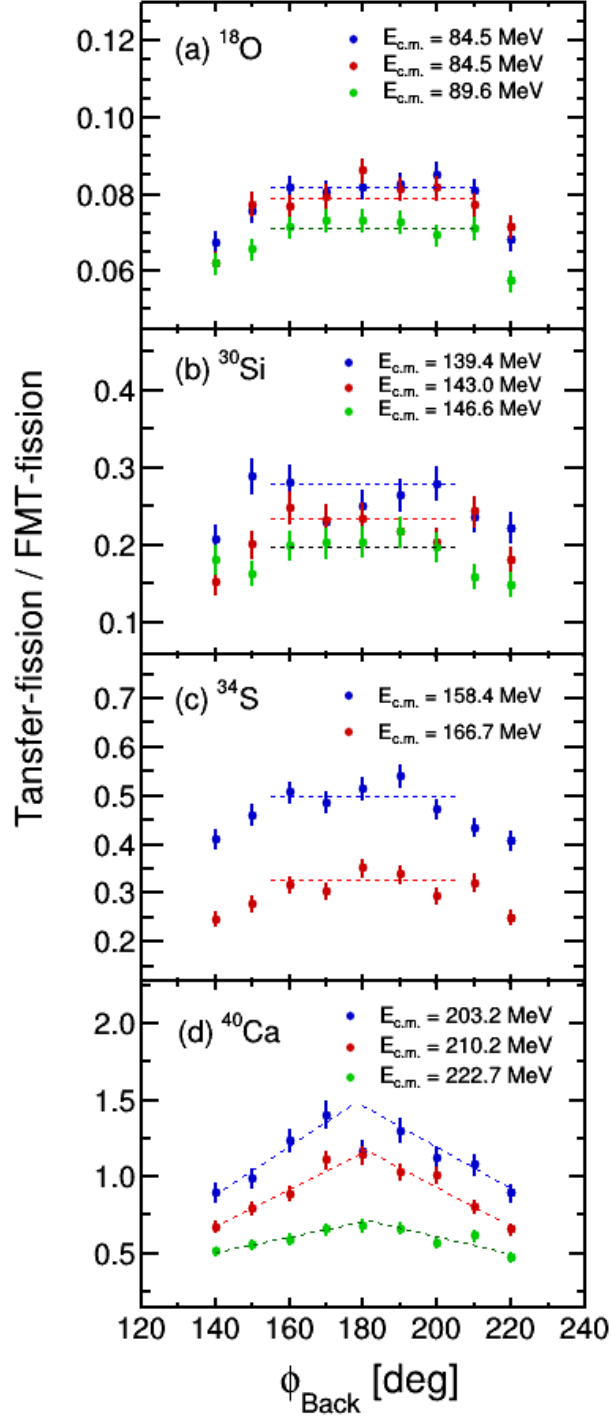 Tansfer-fission / FMT-fission
(a) ¹⁸O
E_c.m. = 84.5 MeV
E_c.m. = 84.5 MeV
E_c.m. = 89.6 MeV
0.12
0.10
0.08
0.06
(b) ³⁰Si
E_c.m. = 139.4 MeV
E_c.m. = 143.0 MeV
E_c.m. = 146.6 MeV
0.4
0.3
0.2
0.1
(c) ³⁴S
E_c.m. = 158.4 MeV
E_c.m. = 166.7 MeV
0.7
0.6
0.5
0.4
0.3
0.2
(d) ⁴⁰Ca
E_c.m. = 203.2 MeV
E_c.m. = 210.2 MeV
E_c.m. = 222.7 MeV
2.0
1.5
1.0
0.5
120 140 160 180 200 220 240
ϕ_Back [deg]